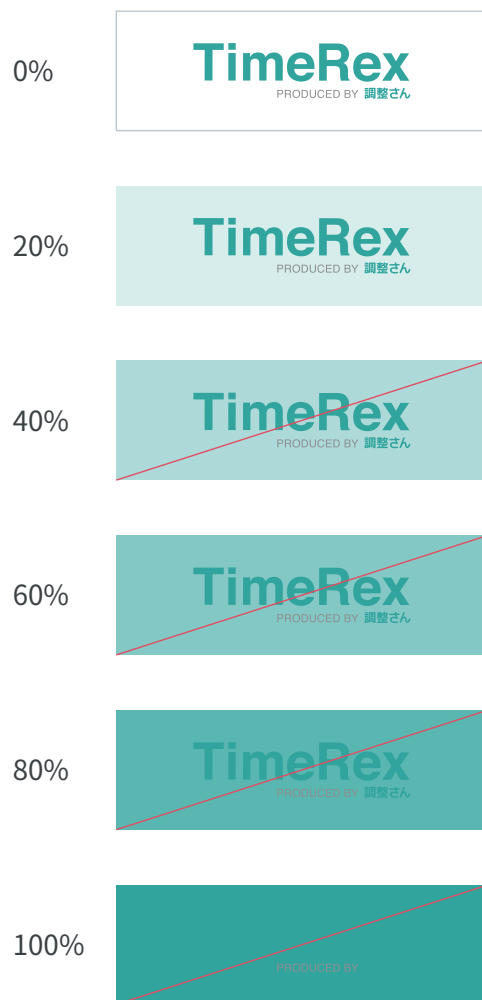 0%
TimeRex
PRODUCED BY 調整さん
20%
TimeRex
PRODUCED BY 調整さん
40%
TimeRex
PRODUCED BY 調整さん
60%
TimeRex
PRODUCED BY 調整さん
80%
TimeRex
PRODUCED BY 調整さん
100%
PRODUCED BY